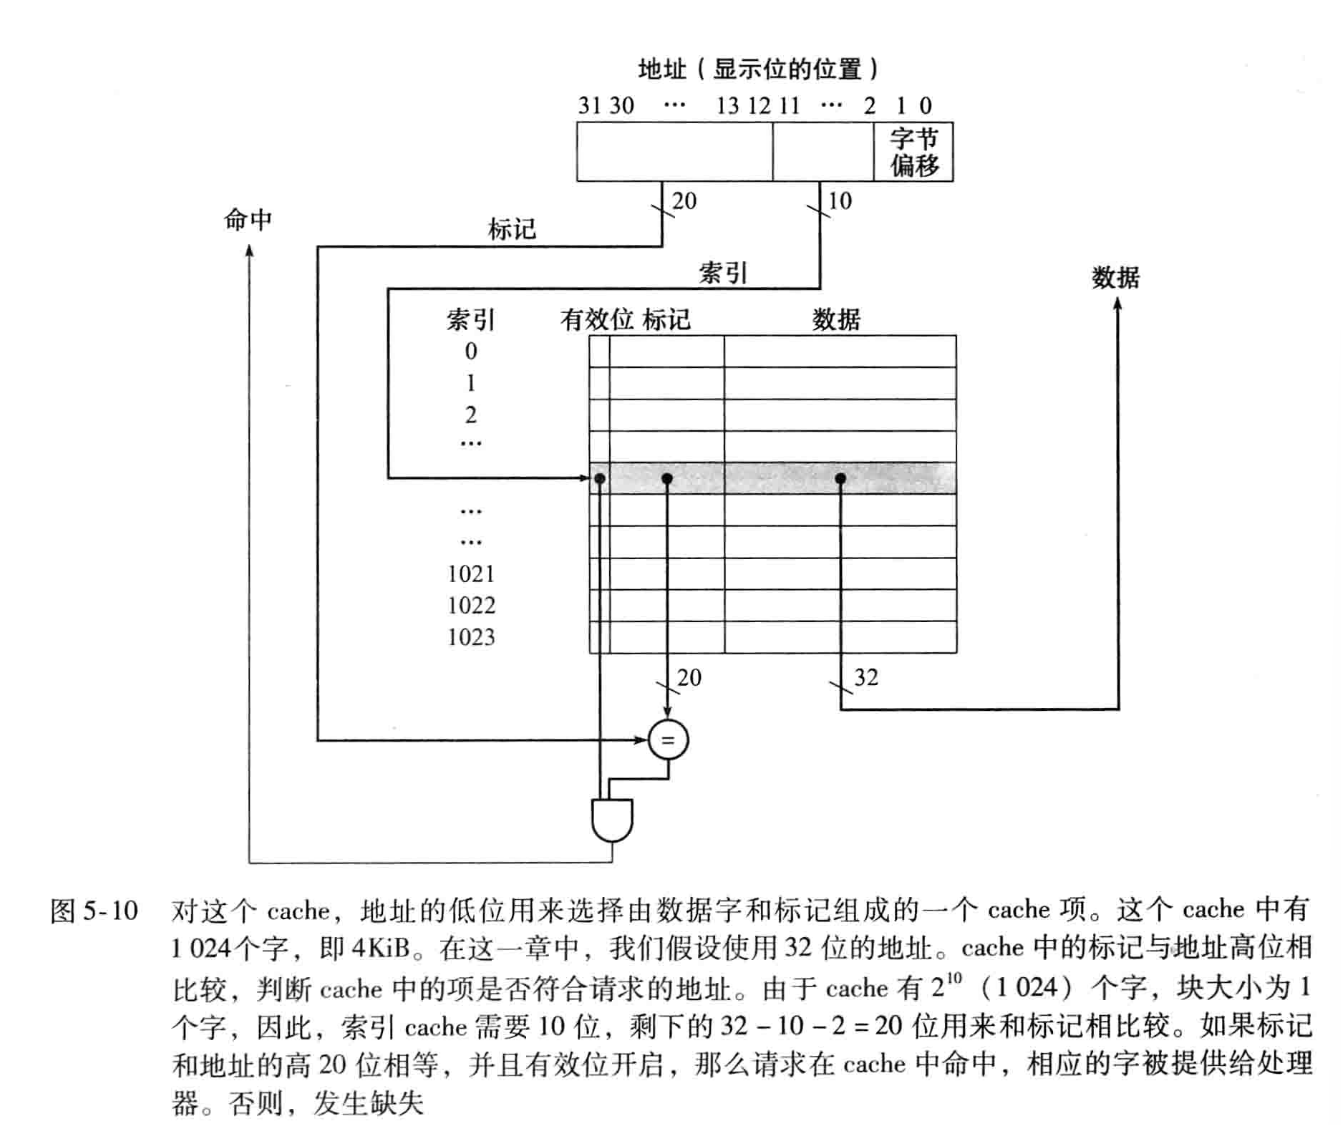 地址（显示位的位置）
31 30 … 13 12 11 … 2 1 0
字节
偏移
20
10
命中
标记
索引
数据
索引 有效位 标记 数据
0
1
2
…
…
…
1021
1022
1023
20
32
=
图 5-10 对这个 cache，地址的低位用来选择由数据字和标记组成的一个 cache 项。这个 cache 中有
1 024个字，即 4KiB。在这一章中，我们假设使用 32 位的地址。cache 中的标记与地址高位相
比较，判断 cache 中的项是否符合请求的地址。由于 cache 有 2¹⁰（1 024）个字，块大小为 1
个字，因此，索引 cache 需要 10 位，剩下的 32 − 10 − 2 = 20 位用来和标记相比较。如果标记
和地址的高 20 位相等，并且有效位开启，那么请求在 cache 中命中，相应的字被提供给处理
器。否则，发生缺失